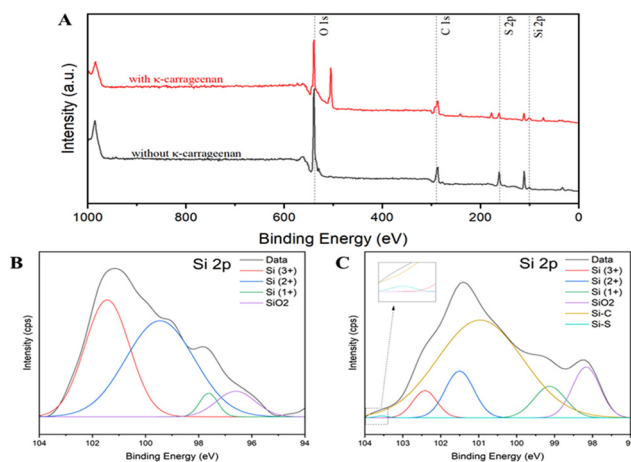 A
O 1s
C 1s
S 2p
Si 2p
Intensity (a.u.)
with κ-carrageenan
without κ-carrageenan
1000 800 600 400 200 0
Binding Energy (eV)
B
Si 2p
Data
Si (3+)
Si (2+)
Si (1+)
SiO2
Intensity (cps)
104 102 100 98 96 94
Binding Energy (eV)
C
Si 2p
Data
Si (3+)
Si (2+)
Si (1+)
SiO2
Si-C
Si-S
Intensity (cps)
104 103 102 101 100 99 98 97
Binding Energy (eV)